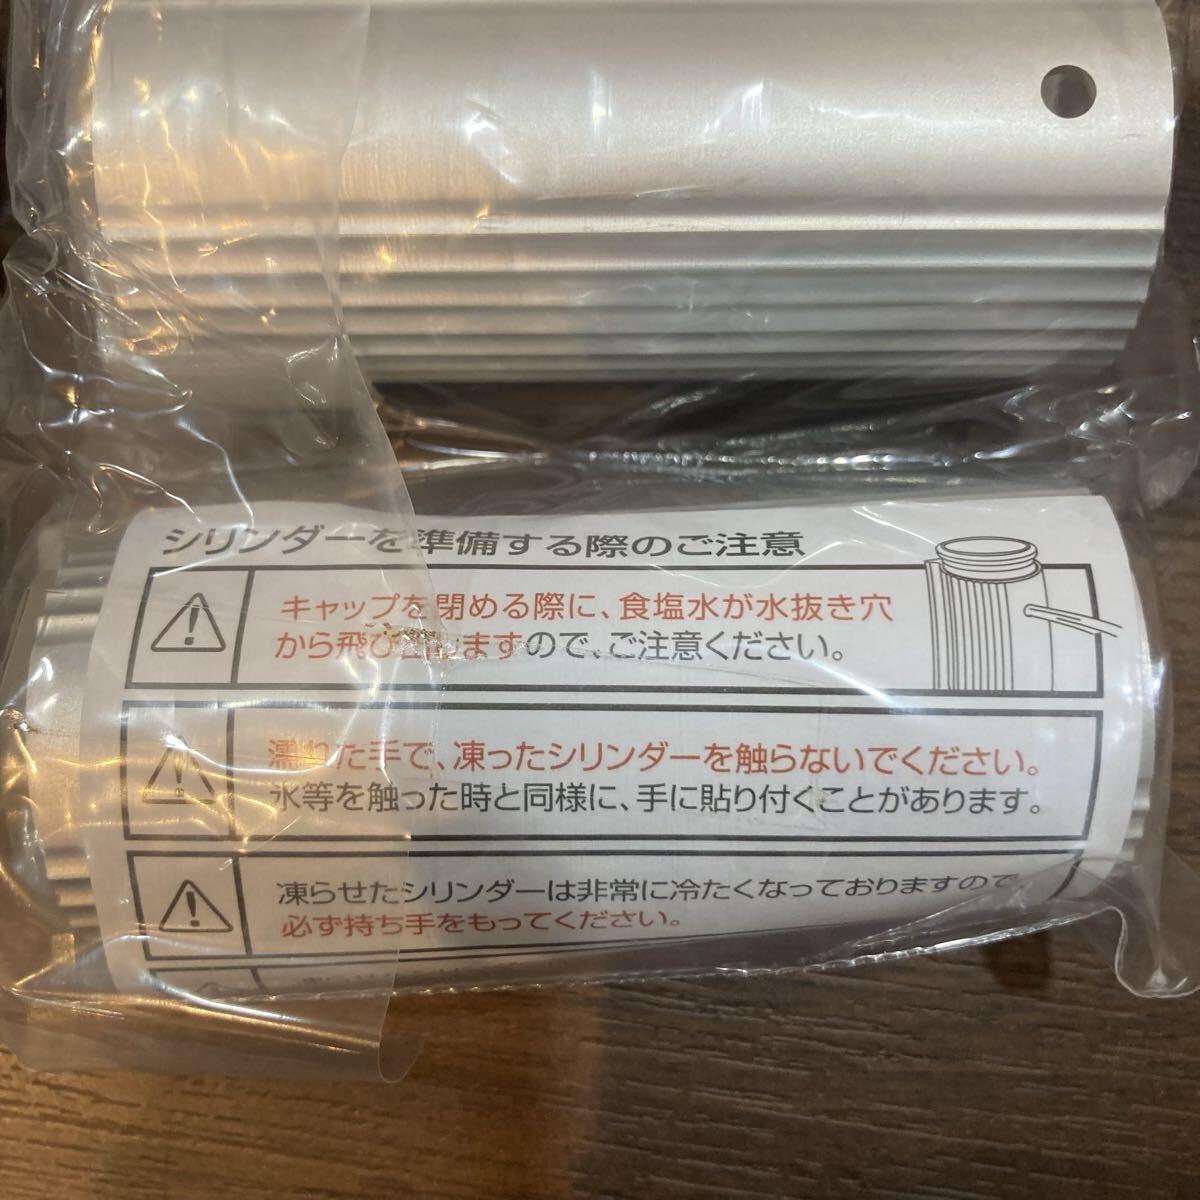 シリンダーを準備する際のご注意
キャップを閉める際に、食塩水が水抜き穴
から飛び出しますので、ご注意ください。
濡れた手で、凍ったシリンダーを触らないでください。
氷等を触った時と同様に、手に貼り付くことがあります。
凍らせたシリンダーは非常に冷たくなっておりますので、
必ず持ち手をもってください。